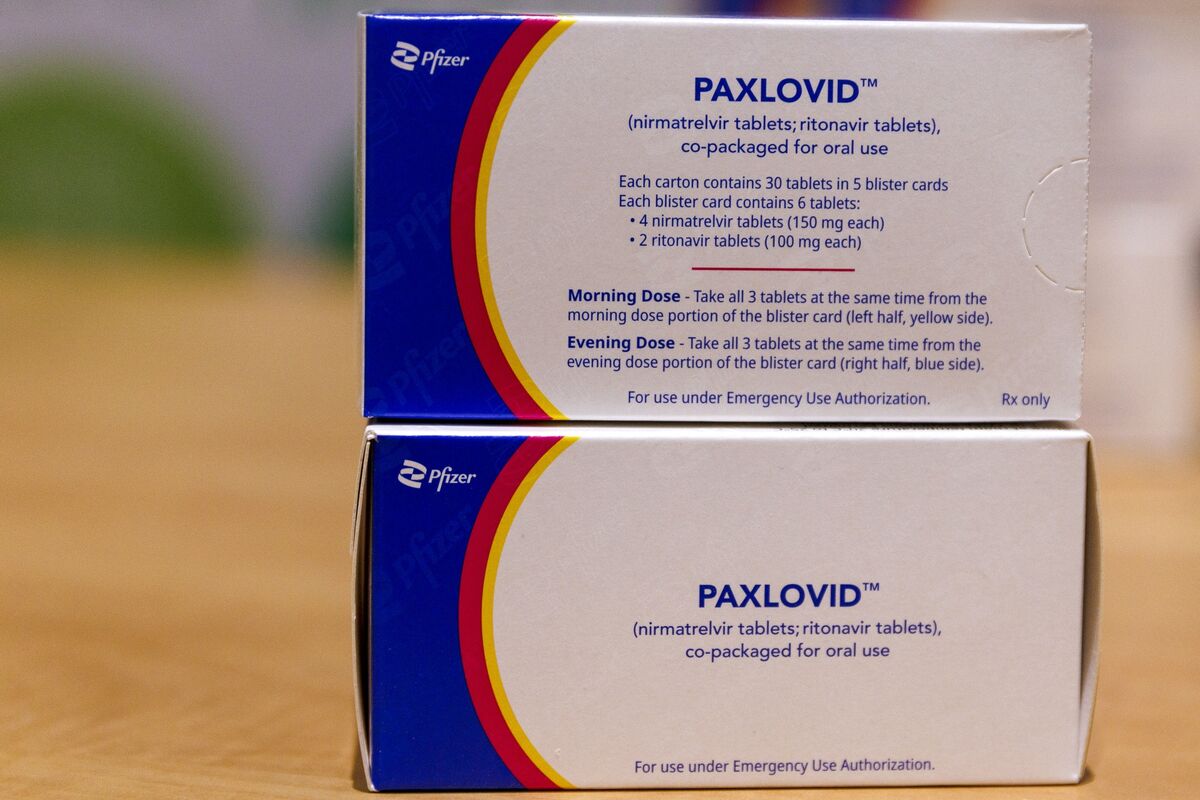 Pfizer
PAXLOVID™
(nirmatrelvir tablets; ritonavir tablets),
co-packaged for oral use
Each carton contains 30 tablets in 5 blister cards
Each blister card contains 6 tablets:
• 4 nirmatrelvir tablets (150 mg each)
• 2 ritonavir tablets (100 mg each)
Morning Dose - Take all 3 tablets at the same time from the
morning dose portion of the blister card (left half, yellow side).
Evening Dose - Take all 3 tablets at the same time from the
evening dose portion of the blister card (right half, blue side).
For use under Emergency Use Authorization.
Rx only
Pfizer
PAXLOVID™
(nirmatrelvir tablets; ritonavir tablets),
co-packaged for oral use
For use under Emergency Use Authorization.